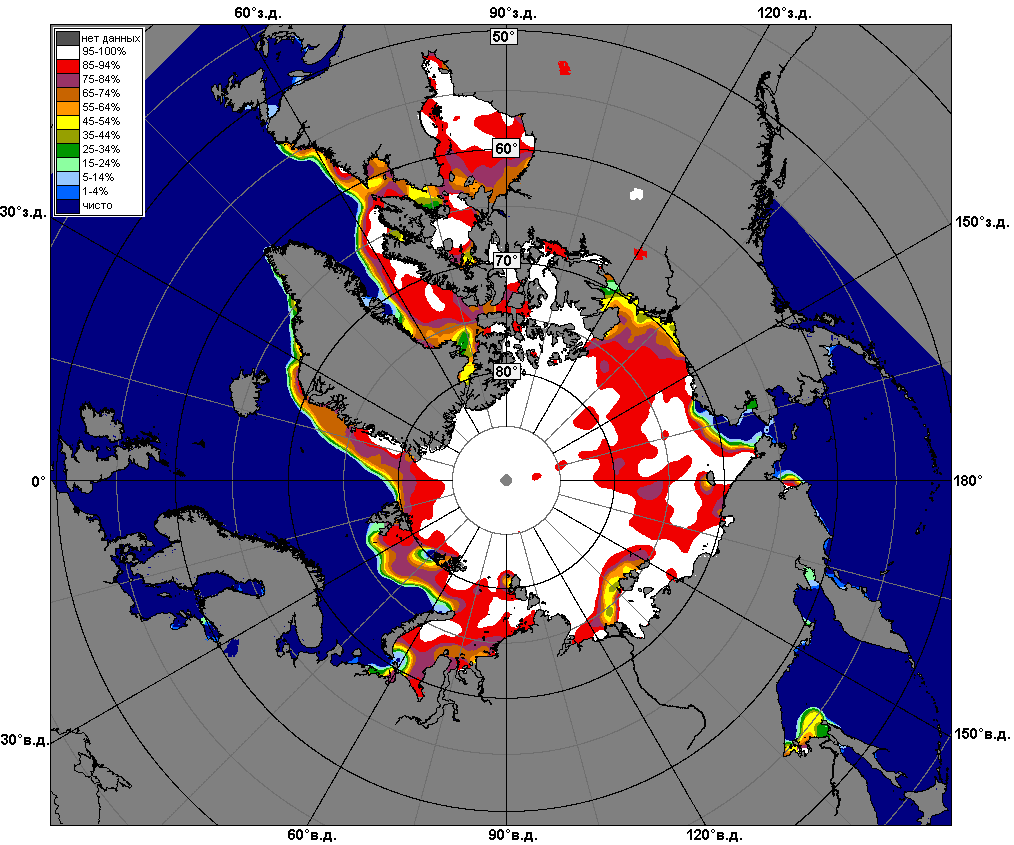 60°з.д.
90°з.д.
120°з.д.
50°
нет данных
95-100%
85-94%
75-84%
65-74%
55-64%
45-54%
35-44%
25-34%
15-24%
5-14%
1-4%
чисто
60°
30°з.д.
150°з.д.
70°
80°
0°
180°
30°в.д.
150°в.д.
60°в.д.
90°в.д.
120°в.д.